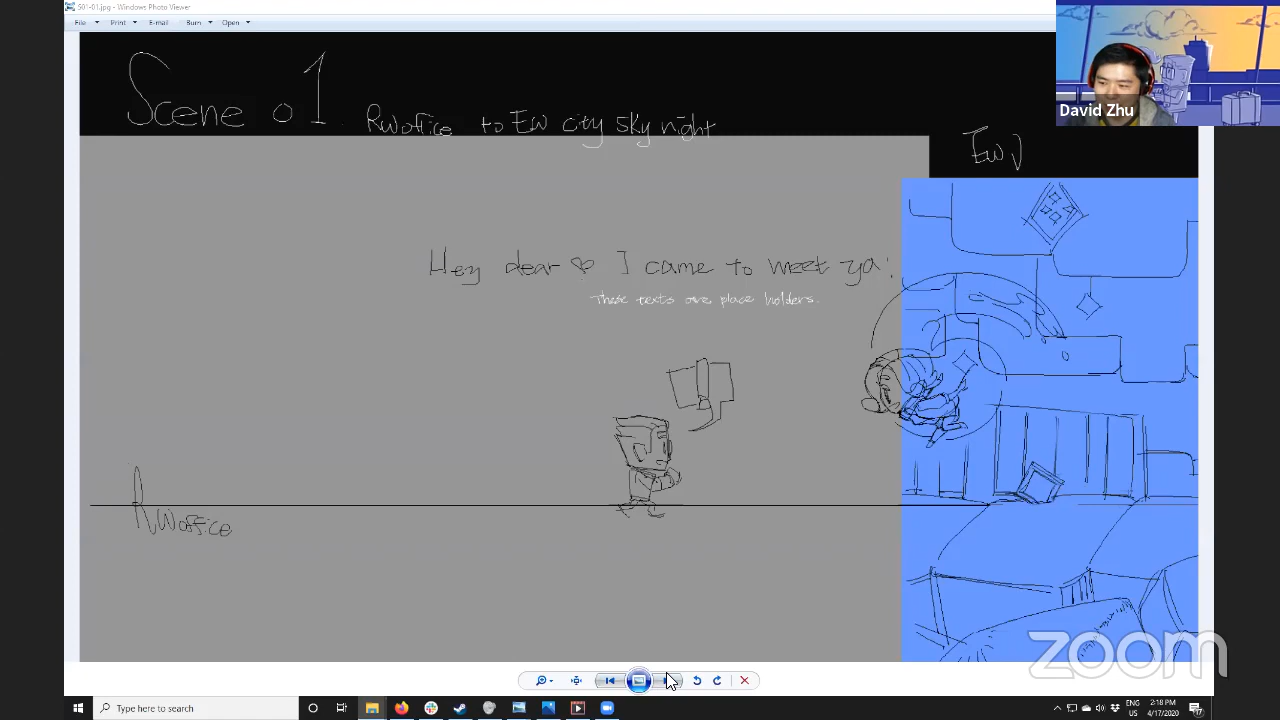 S01-01.jpg - Windows Photo Viewer
File Print E-mail Burn Open
Scene 01 RWoffice to EW city sky night
David Zhu
EW
Hey dear ♡ I came to meet ya!
These texts are place holders.
RWoffice
zoom
Type here to search
ENG
US
2:18 PM
4/17/2020